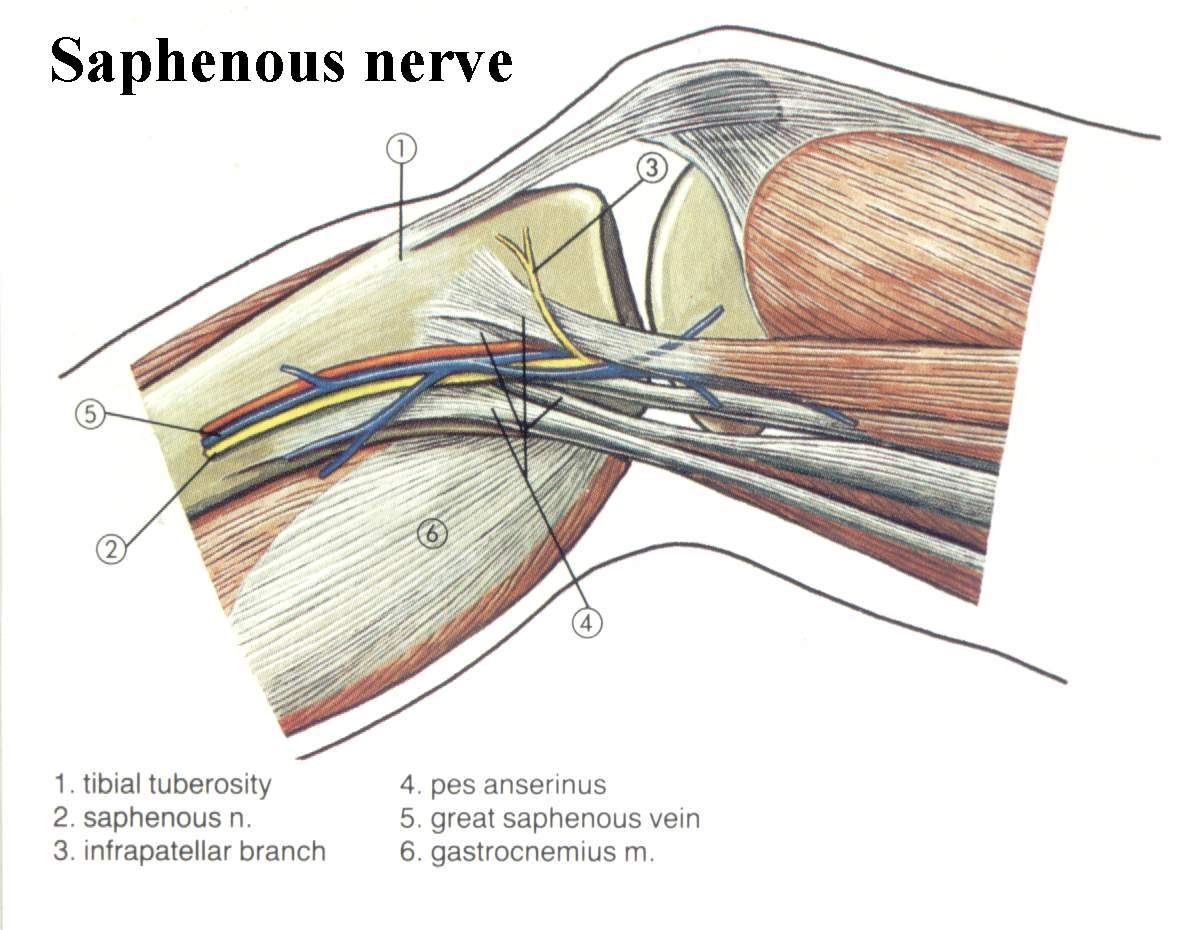 Saphenous nerve
1
3
5
2
6
4
1. tibial tuberosity
2. saphenous n.
3. infrapatellar branch
4. pes anserinus
5. great saphenous vein
6. gastrocnemius m.